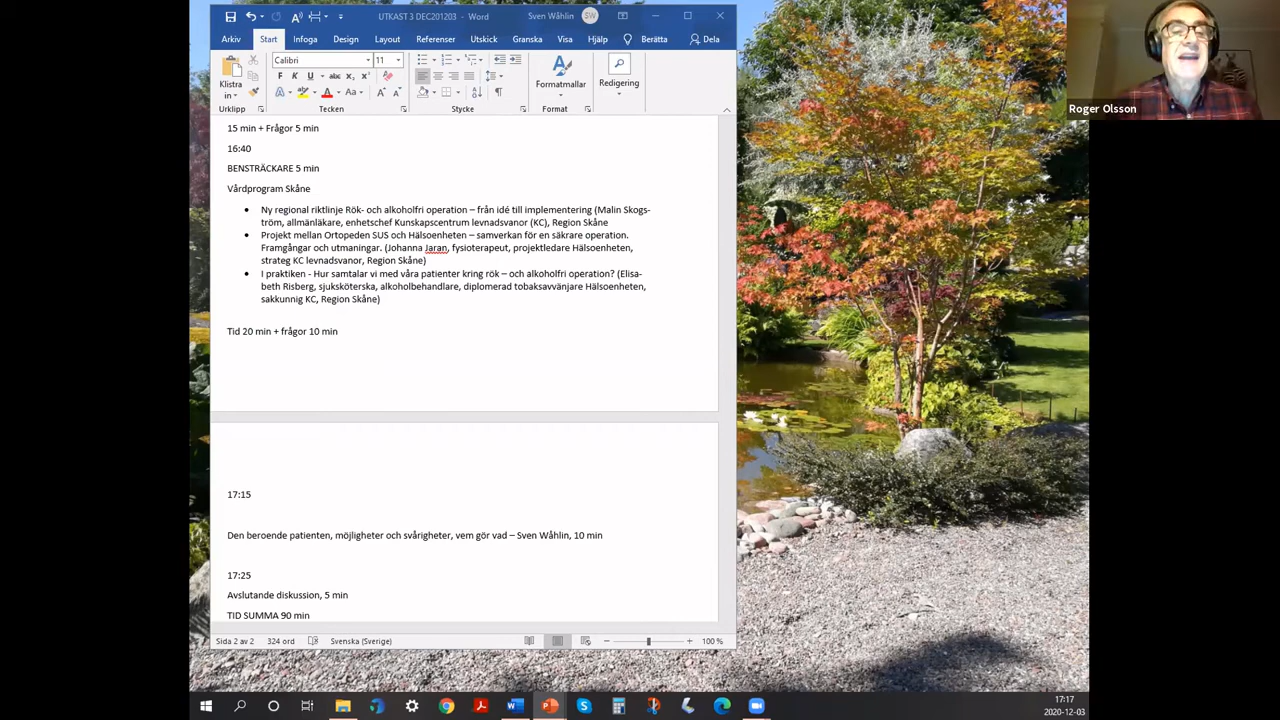 UTKAST 3 DEC201203 - Word
Sven Wåhlin
SW
Arkiv
Start
Infoga
Design
Layout
Referenser
Utskick
Granska
Visa
Hjälp
Berätta
Dela
Klistra
in
Calibri
11
F K U abc x₂ x²
Aa
Formatmallar
Redigering
Urklipp
Tecken
Stycke
Format
15 min + Frågor 5 min
16:40
BENSTRÄCKARE 5 min
Vårdprogram Skåne
• Ny regional riktlinje Rök- och alkoholfri operation – från idé till implementering (Malin Skogs-
tröm, allmänläkare, enhetschef Kunskapscentrum levnadsvanor (KC), Region Skåne
• Projekt mellan Ortopeden SUS och Hälsoenheten – samverkan för en säkrare operation.
Framgångar och utmaningar. (Johanna Jaran, fysioterapeut, projektledare Hälsoenheten,
strateg KC levnadsvanor, Region Skåne)
• I praktiken - Hur samtalar vi med våra patienter kring rök – och alkoholfri operation? (Elisa-
beth Risberg, sjuksköterska, alkoholbehandlare, diplomerad tobaksavvänjare Hälsoenheten,
sakkunnig KC, Region Skåne)
Tid 20 min + frågor 10 min
17:15
Den beroende patienten, möjligheter och svårigheter, vem gör vad – Sven Wåhlin, 10 min
17:25
Avslutande diskussion, 5 min
TID SUMMA 90 min
Sida 2 av 2
324 ord
Svenska (Sverige)
100 %
Roger Olsson
17:17
2020-12-03